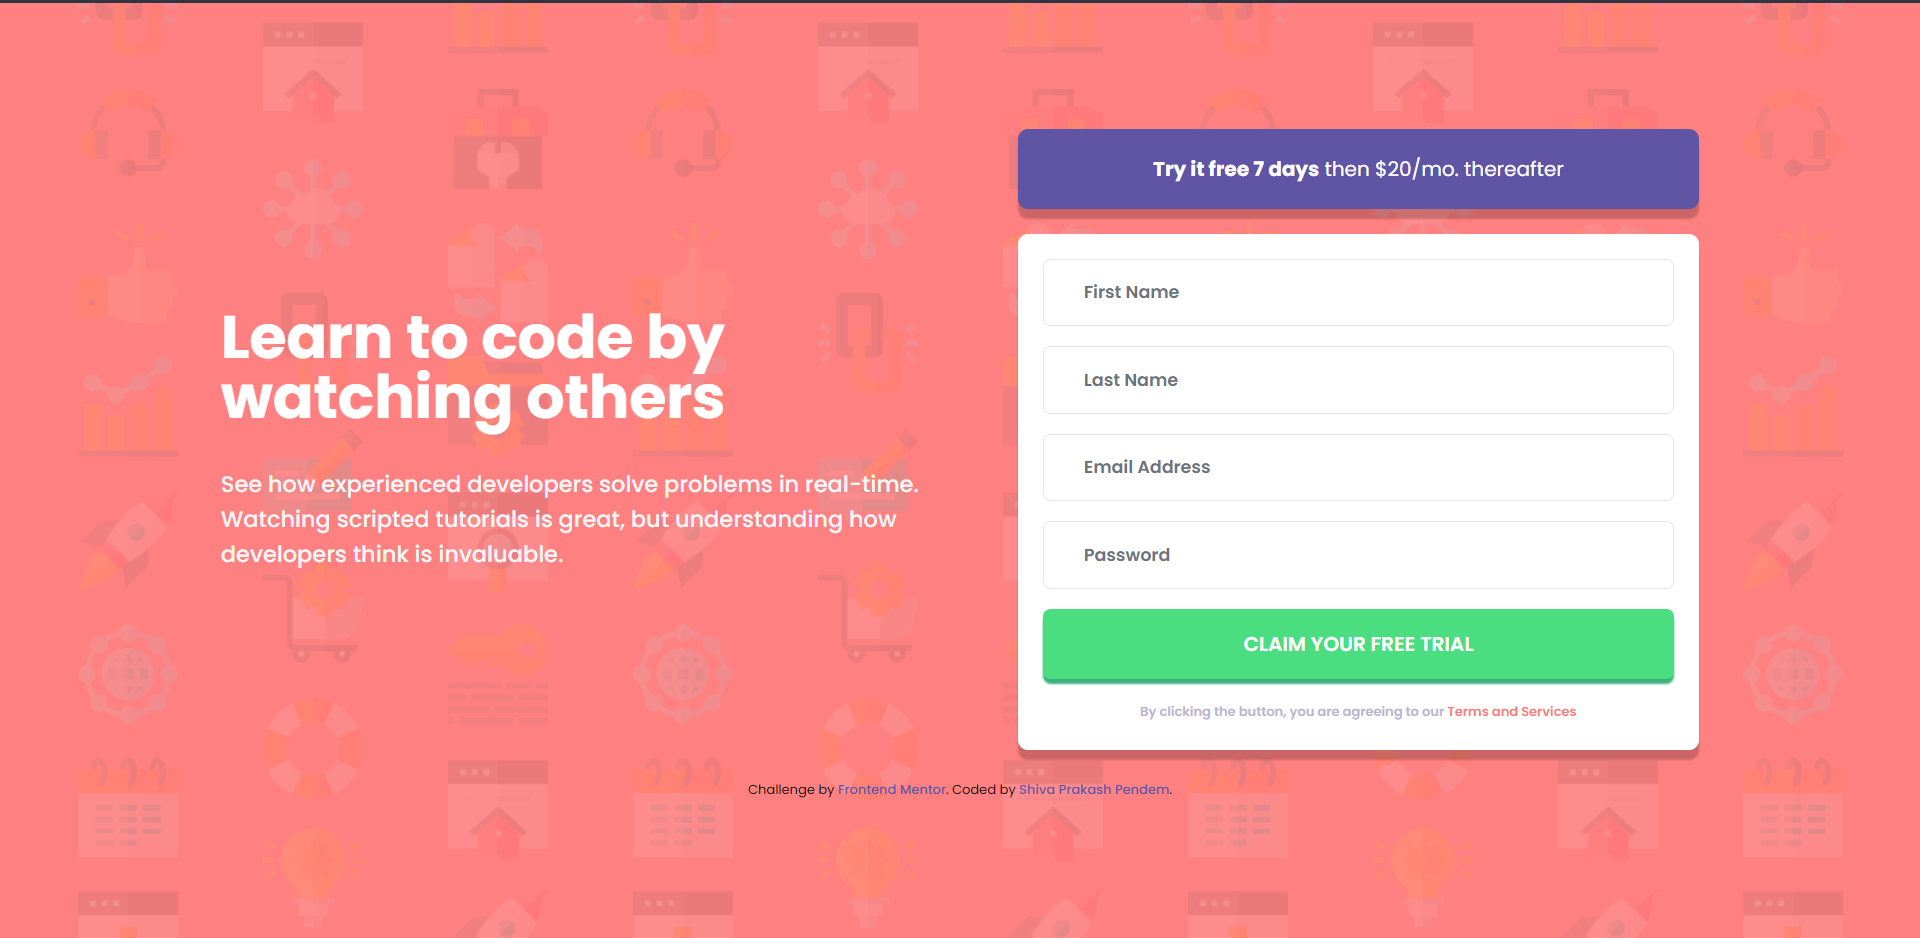 Learn to code by
watching others
See how experienced developers solve problems in real-time.
Watching scripted tutorials is great, but understanding how
developers think is invaluable.
Try it free 7 days then $20/mo. thereafter
First Name
Last Name
Email Address
Password
CLAIM YOUR FREE TRIAL
By clicking the button, you are agreeing to our Terms and Services
Challenge by Frontend Mentor. Coded by Shiva Prakash Pendem.